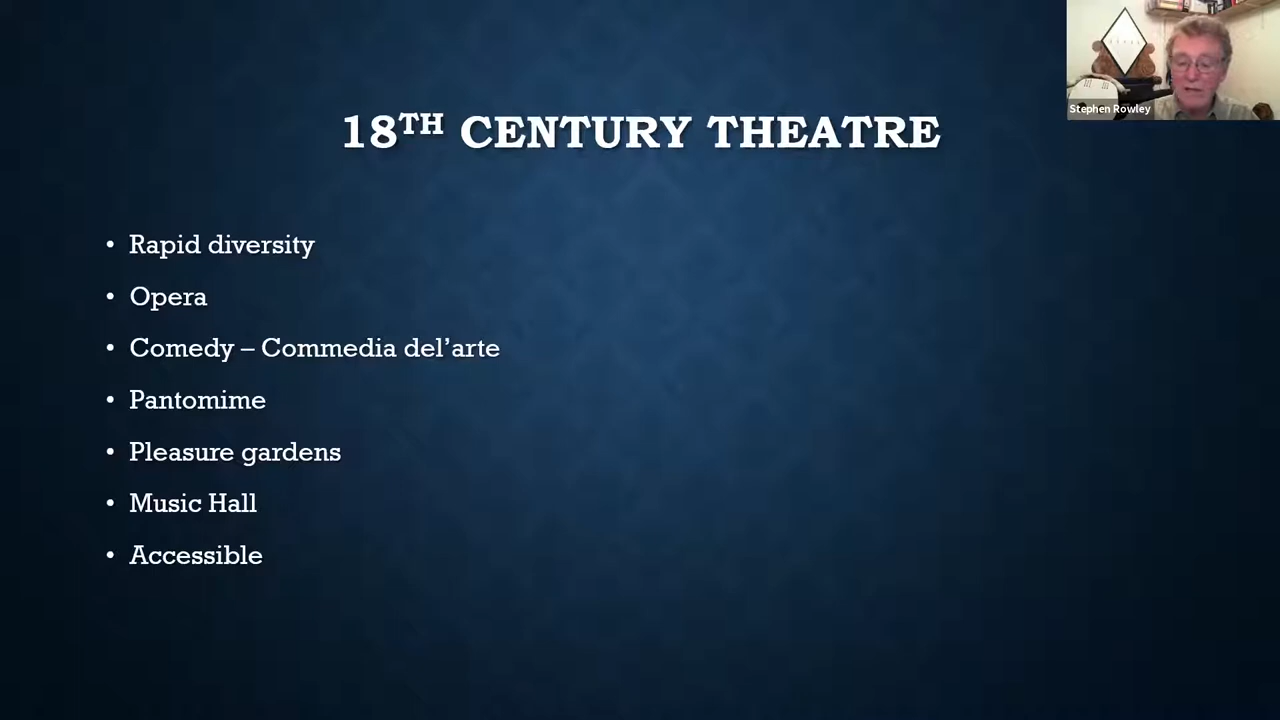 Stephen Rowley
18TH CENTURY THEATRE
• Rapid diversity
• Opera
• Comedy – Commedia del’arte
• Pantomime
• Pleasure gardens
• Music Hall
• Accessible